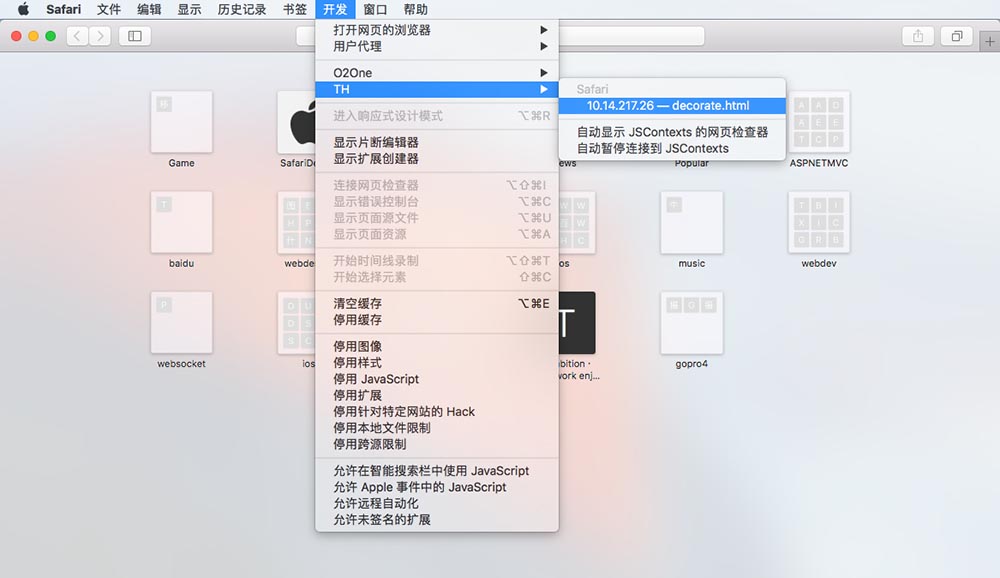 Safari 文件 编辑 显示 历史记录 书签 开发 窗口 帮助
打开网页的浏览器
用户代理
O2One
TH
Safari
10.14.217.26 — decorate.html
自动显示 JSContexts 的网页检查器
自动暂停连接到 JSContexts
进入响应式设计模式 ⌥⌘R
显示片断编辑器
显示扩展创建器
连接网页检查器 ⌥⇧⌘I
显示错误控制台 ⌥⌘C
显示页面源文件 ⌥⌘U
显示页面资源 ⌥⌘A
开始时间线录制 ⌥⇧⌘T
开始选择元素 ⇧⌘C
清空缓存 ⌥⌘E
停用缓存
停用图像
停用样式
停用 JavaScript
停用扩展
停用针对特定网站的 Hack
停用本地文件限制
停用跨源限制
允许在智能搜索栏中使用 JavaScript
允许 Apple 事件中的 JavaScript
允许远程自动化
允许未签名的扩展
移
Game
SafariDe
ews
Popular
A A D
A E E
T C P
ASPNETMVC
T
baidu
webde
os
中
music
T B I
X I C
G R B
webdev
P
websocket
ios
T
bition ·
work enj...
G
gopro4